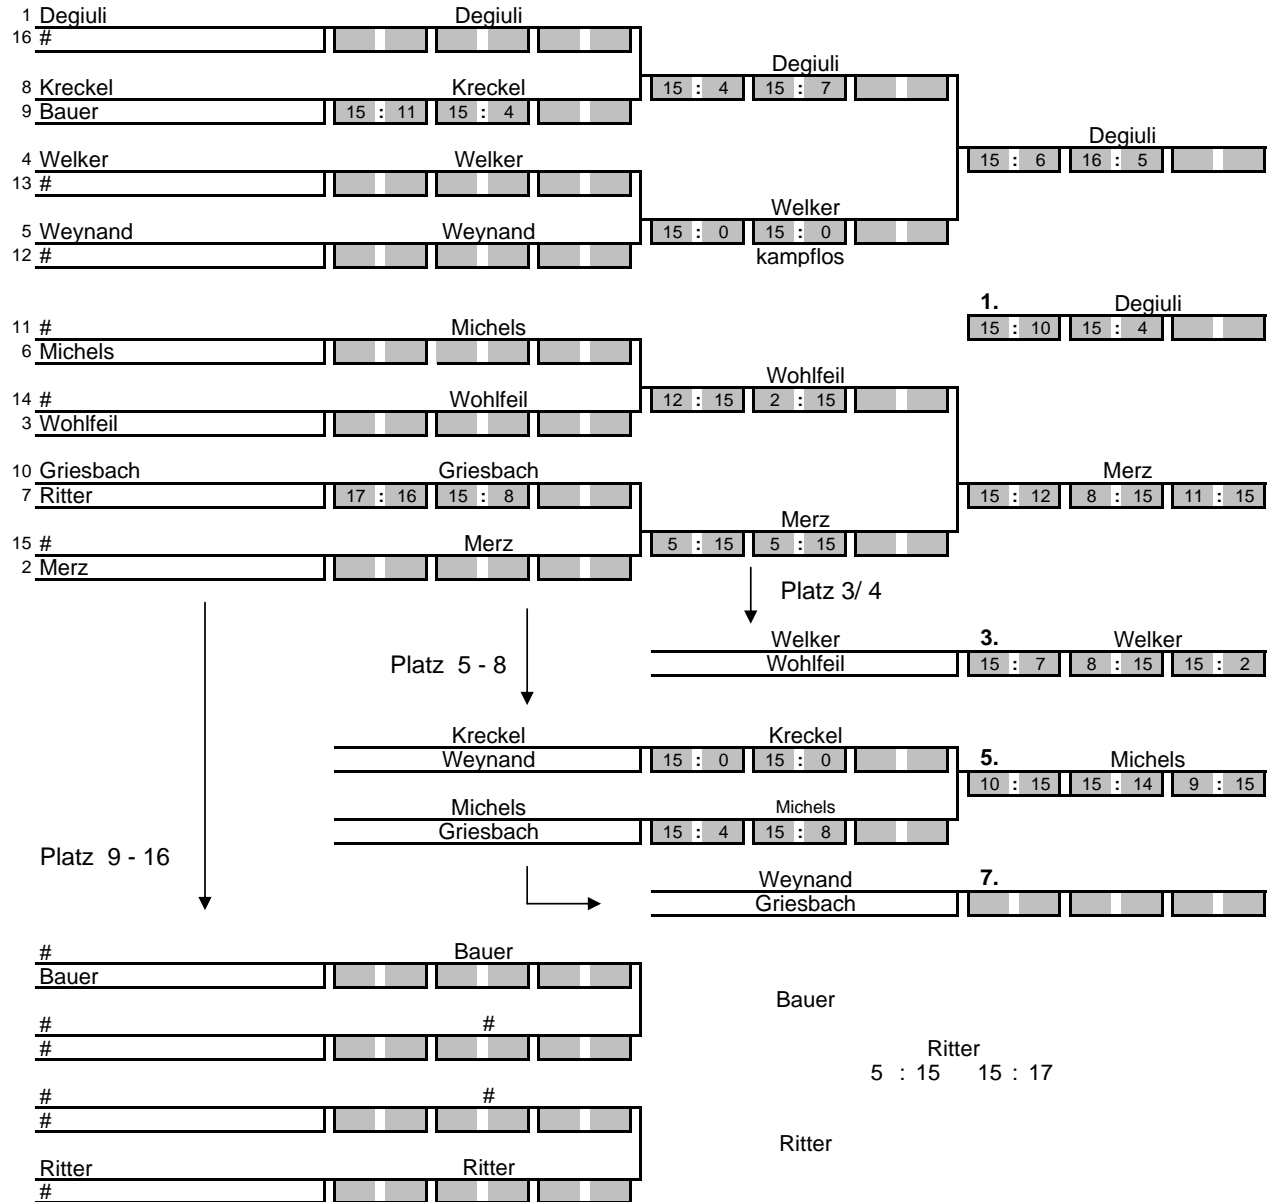 1 Degiuli Degiuli
16 #
Degiuli
8 Kreckel Kreckel 15 : 4 15 : 7
9 Bauer 15 : 11 15 : 4
Degiuli
4 Welker Welker 15 : 6 16 : 5
13 #
Welker
5 Weynand Weynand 15 : 0 15 : 0
12 # kampflos
1. Degiuli
11 # Michels 15 : 10 15 : 4
6 Michels
Wohlfeil
14 # Wohlfeil 12 : 15 2 : 15
3 Wohlfeil
10 Griesbach Griesbach Merz
7 Ritter 17 : 16 15 : 8 15 : 12 8 : 15 11 : 15
Merz
15 # Merz 5 : 15 5 : 15
2 Merz
Platz 3/ 4
Welker 3. Welker
Platz 5 - 8 Wohlfeil 15 : 7 8 : 15 15 : 2
Kreckel Kreckel
Weynand 15 : 0 15 : 0 5. Michels
10 : 15 15 : 14 9 : 15
Michels Michels
Griesbach 15 : 4 15 : 8
Platz 9 - 16
Weynand 7.
Griesbach
# Bauer
Bauer
Bauer
# #
#
Ritter
5 : 15 15 : 17
# #
#
Ritter
Ritter Ritter
#